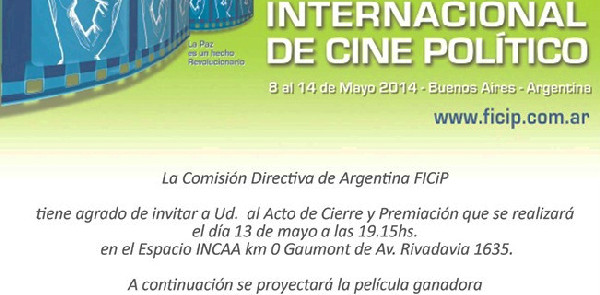 INTERNACIONAL
DE CINE POLÍTICO
La Paz
es un hecho
Revolucionario
8 al 14 de Mayo 2014 - Buenos Aires - Argentina
www.ficip.com.ar
La Comisión Directiva de Argentina FICiP
tiene agrado de invitar a Ud. al Acto de Cierre y Premiación que se realizará
el día 13 de mayo a las 19.15hs.
en el Espacio INCAA km 0 Gaumont de Av. Rivadavia 1635.
A continuación se proyectará la película ganadora